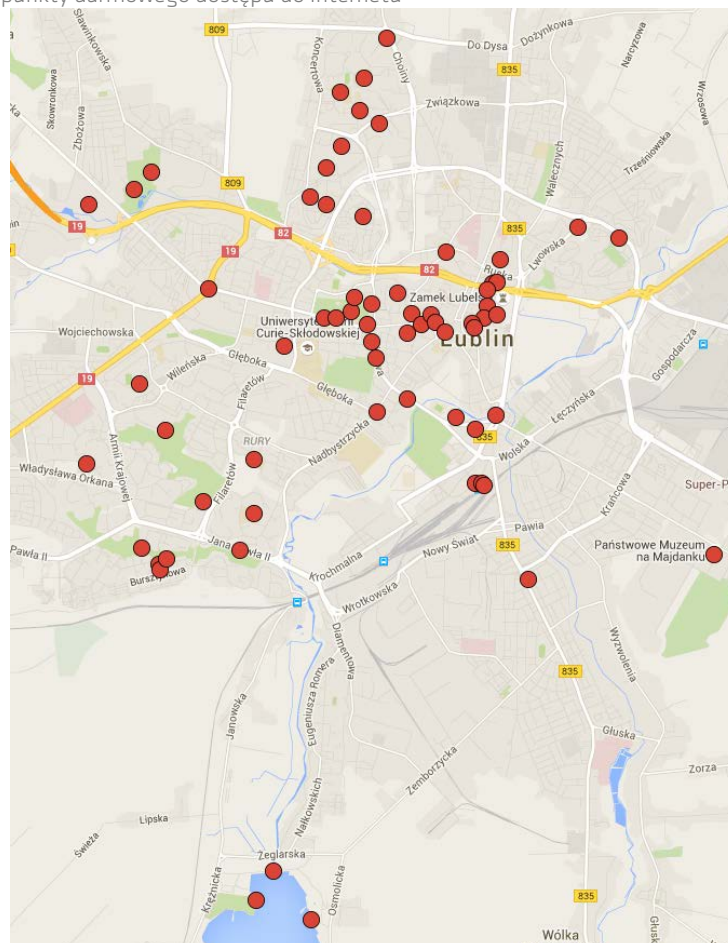 punkty darmowego dostępu do internetu
Sławinkowska
809
Koncertowa
Choiny
Do Dysa
Dożynkowa
Narcyzowa
835
Skowronkowa
Zbożowa
Związkowa
Wrzosowa
Walecznych
Trześniowska
809
19
82
835
Lwowska
19
82
Ruska
Zamek Lubels
Wojciechowska
Uniwersyte
Curie-Skłodowskiej
Lublin
Głęboka
Wileńska
Gospodarcza
19
Filaretów
Głęboka
Łęczyńska
Armii Krajowej
RURY
Nadbystrzycka
835
Wolska
Władysława Orkana
Filaretów
Krańcowa
Super-P
Pawła II
Jana Pawła II
Pawia
835
Nowy Świat
Państwowe Muzeum
na Majdanku
Krochmalna
Bursztynowa
Wrotkowska
Diamentowa
Wyzwolenia
Janowska
Eugeniusza Romera
835
Głuska
Zemborzycka
Zorza
Nałkowskich
Lipska
Świeża
Żeglarska
Krężnicka
Osmolicka
835
Głusk
Wólka